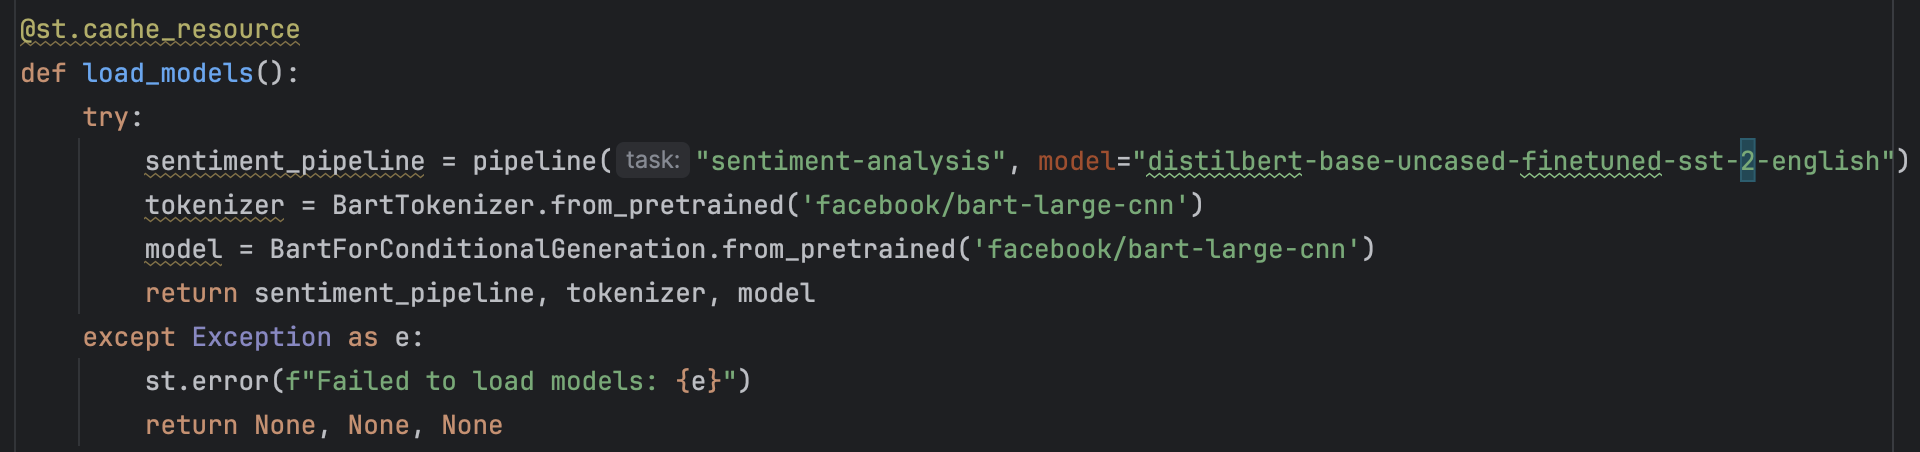 @st.cache_resource
def load_models():
    try:
        sentiment_pipeline = pipeline( task: "sentiment-analysis", model="distilbert-base-uncased-finetuned-sst-2-english")
        tokenizer = BartTokenizer.from_pretrained('facebook/bart-large-cnn')
        model = BartForConditionalGeneration.from_pretrained('facebook/bart-large-cnn')
        return sentiment_pipeline, tokenizer, model
    except Exception as e:
        st.error(f"Failed to load models: {e}")
        return None, None, None